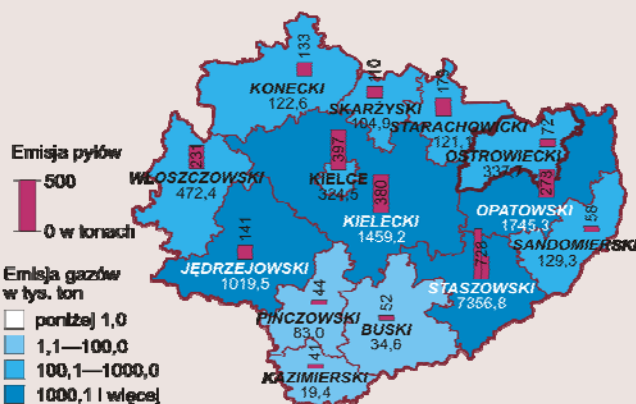 133
KONECKI
122,6
110
SKARŻYSKI
104,9
179
STARACHOWICKI
121,1
72
OSTROWIECKI
Emisja pyłów
500
0 w tonach
231
WŁOSZCZOWSKI
472,4
397
KIELCE
324,5
380
KIELECKI
1459,2
273
OPATOWSKI
1745,3
58
SANDOMIERSKI
129,3
141
JĘDRZEJOWSKI
1019,5
728
STASZOWSKI
7356,8
Emisja gazów
w tys. ton
poniżej 1,0
1,1—100,0
100,1—1000,0
1000,1 i więcej
44
PIŃCZOWSKI
83,0
52
BUSKI
34,6
41
KAZIMIERSKI
19,4